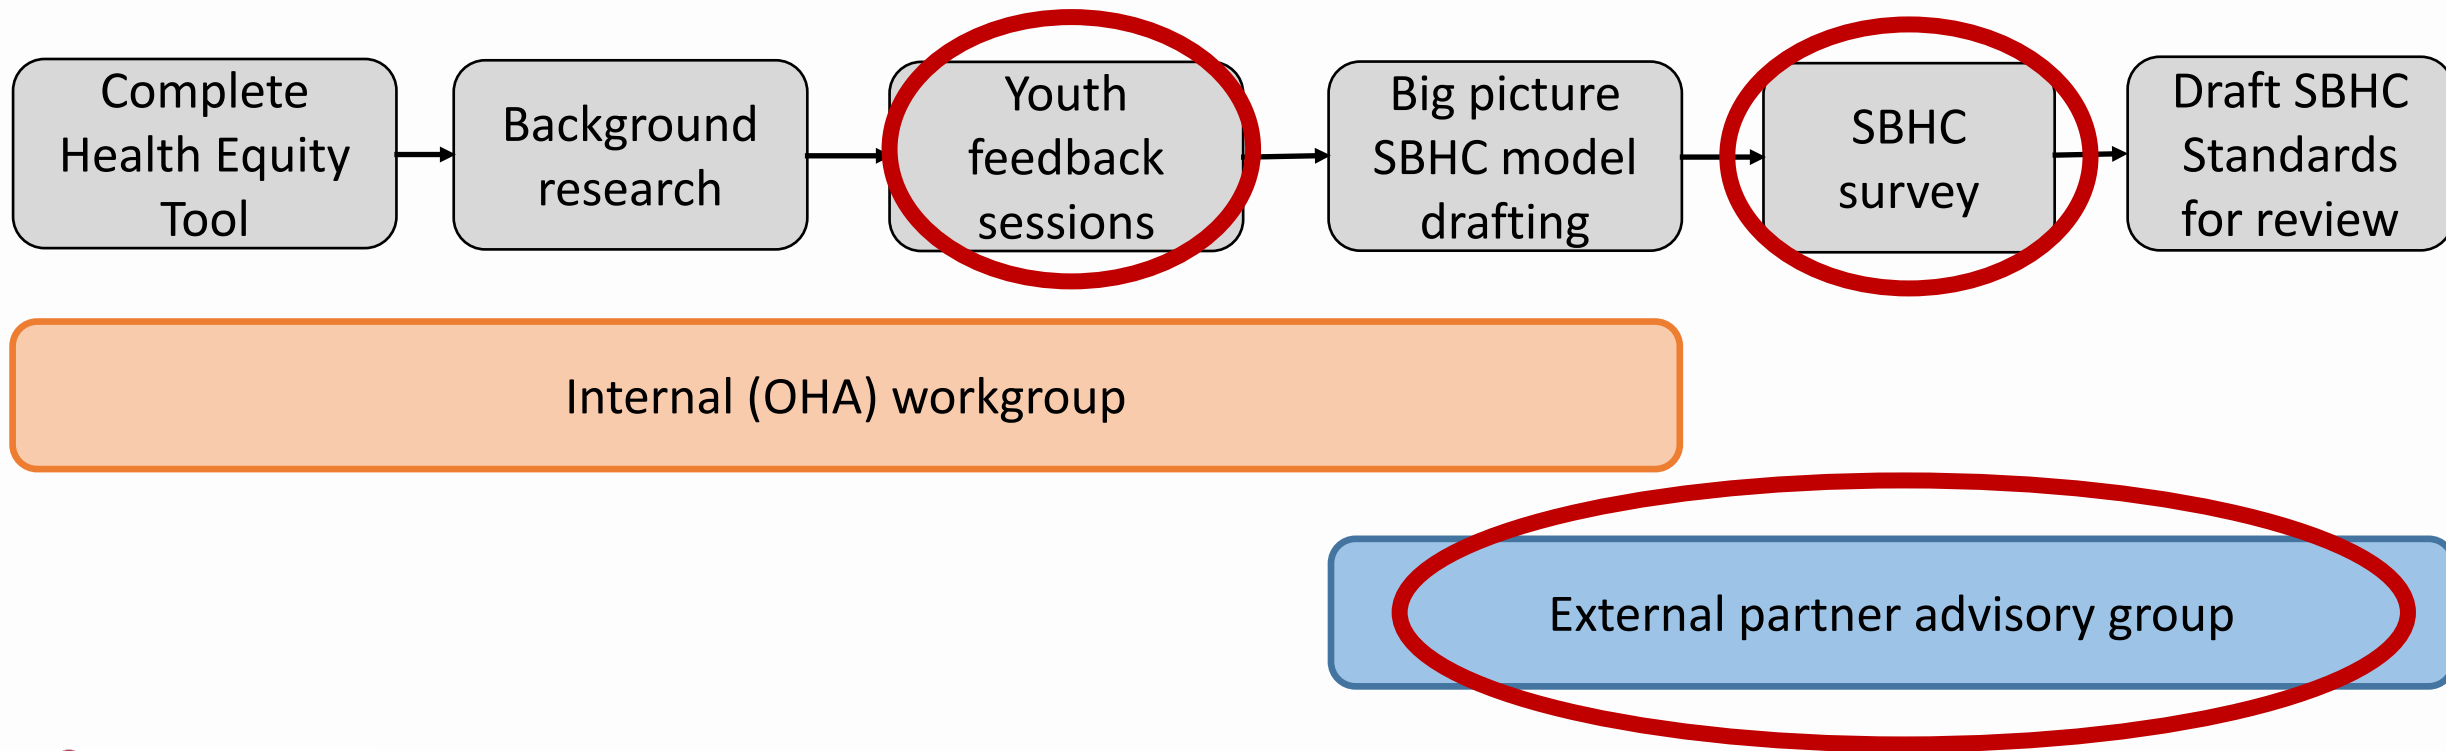 Complete
Health Equity
Tool
Background
research
Youth
feedback
sessions
Big picture
SBHC model
drafting
SBHC
survey
Draft SBHC
Standards
for review
Internal (OHA) workgroup
External partner advisory group